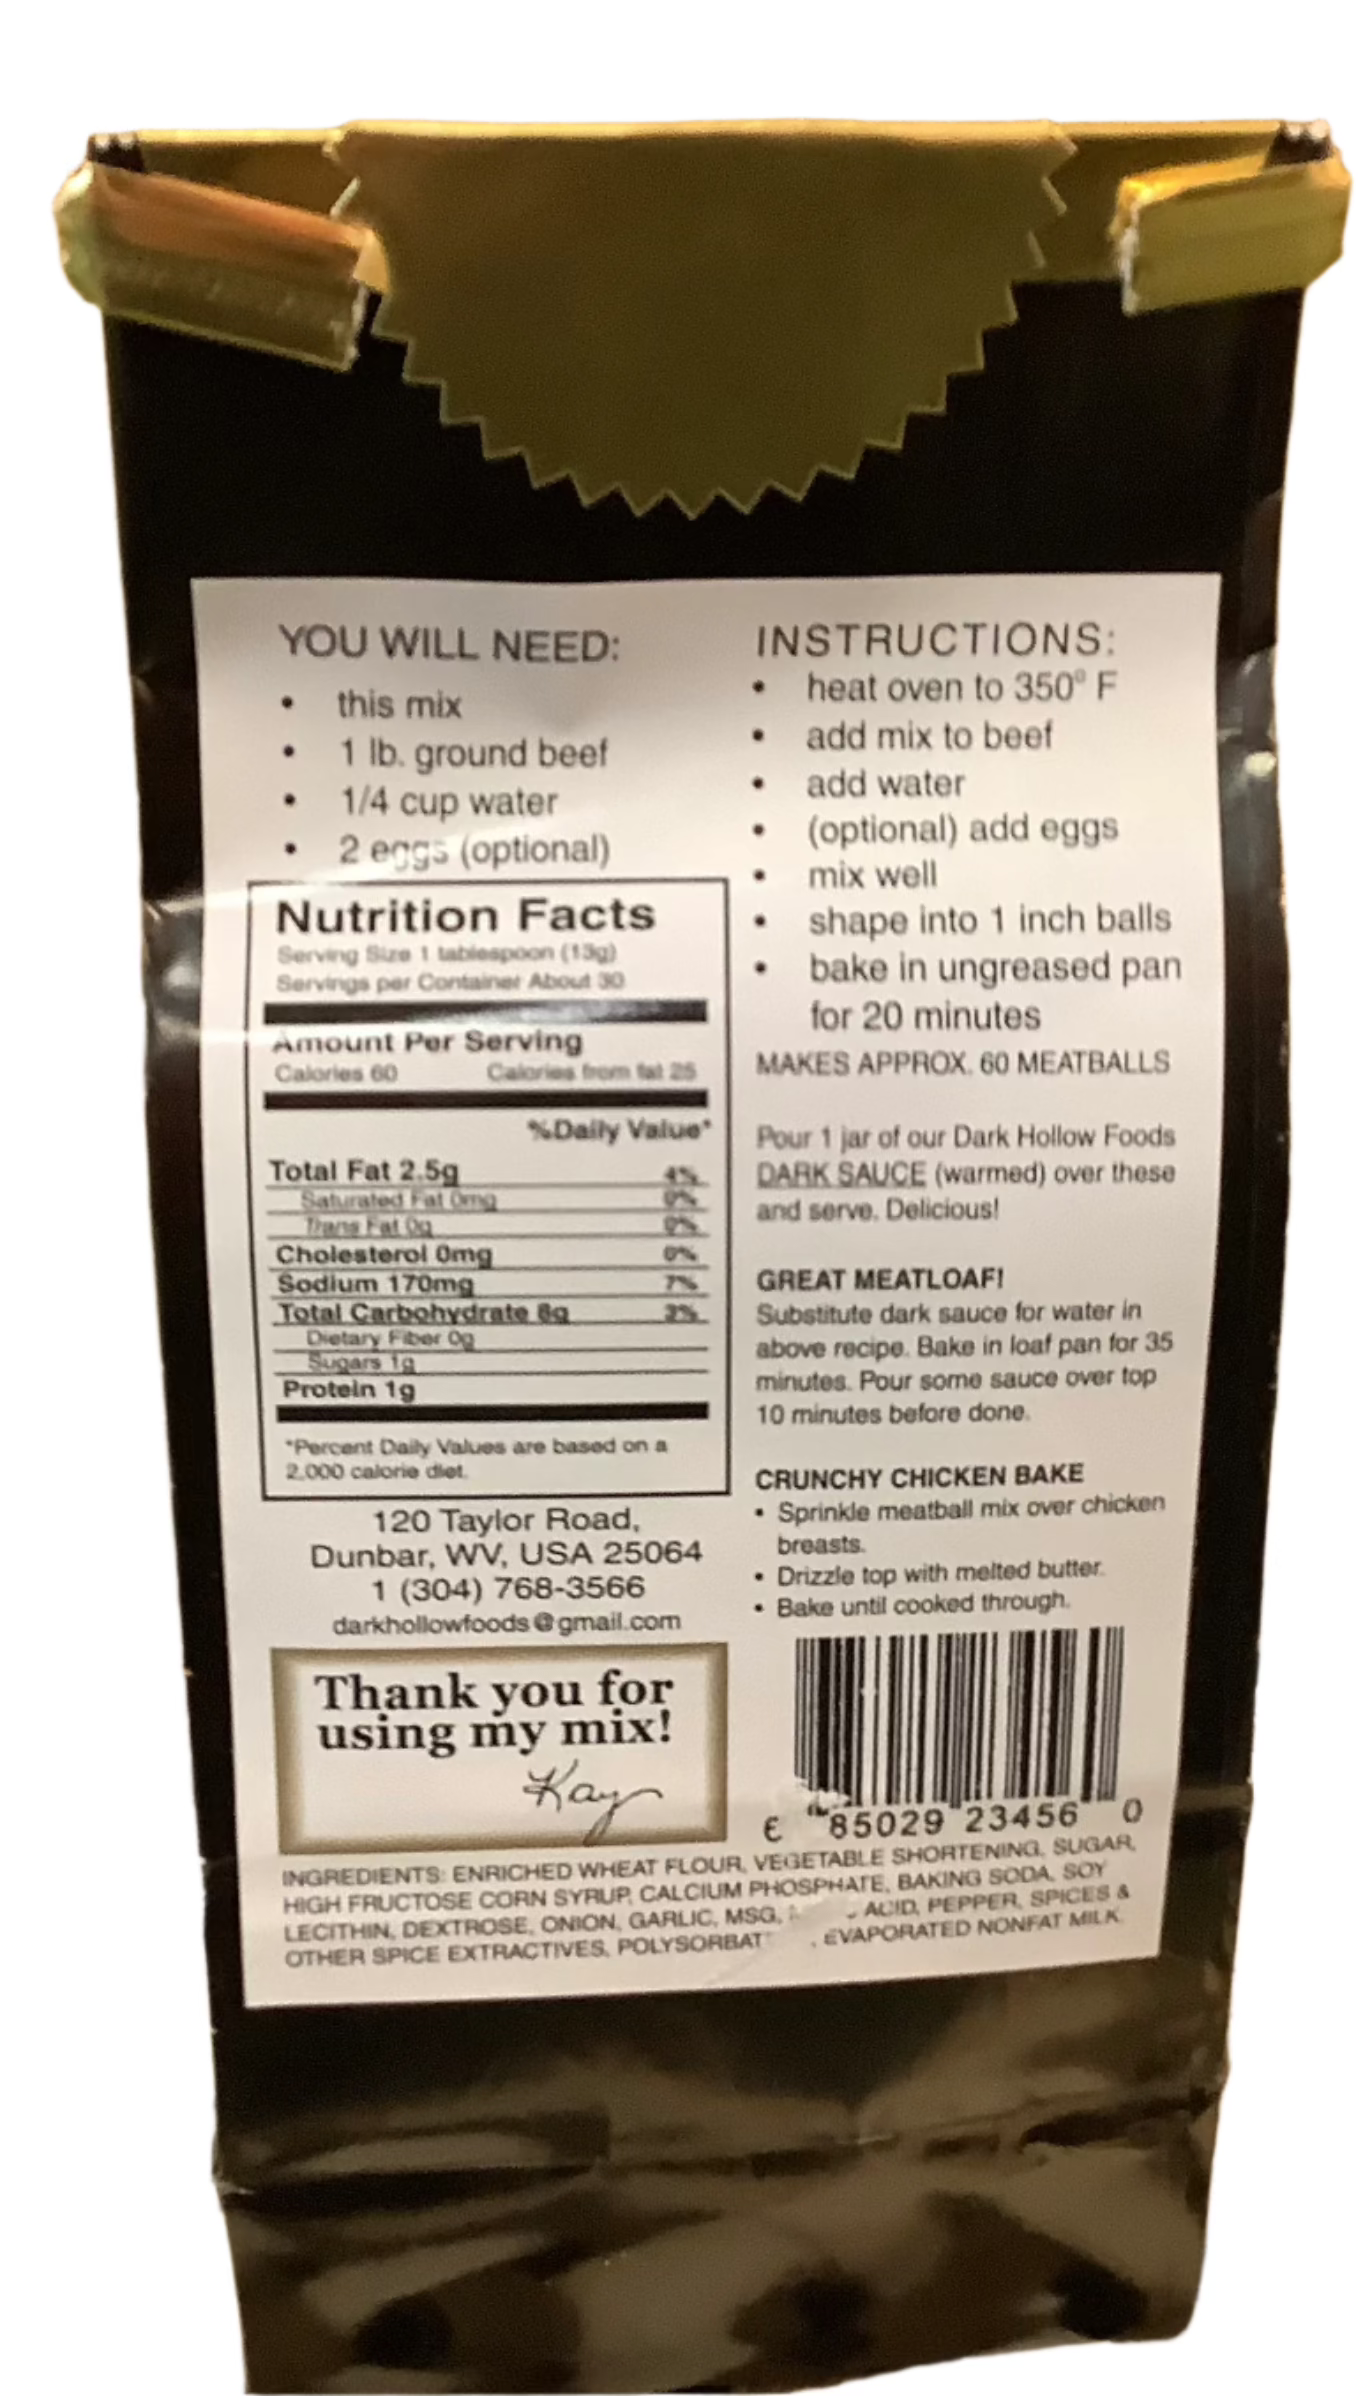 YOU WILL NEED:
• this mix
• 1 lb. ground beef
• 1/4 cup water
• 2 eggs (optional)
Nutrition Facts
Serving Size 1 tablespoon (13g)
Servings per Container About 30
Amount Per Serving
Calories 60 Calories from fat 25
%Daily Value*
Total Fat 2.5g 4%
Saturated Fat 0mg 0%
Trans Fat 0g 0%
Cholesterol 0mg 0%
Sodium 170mg 7%
Total Carbohydrate 8g 3%
Dietary Fiber 0g
Sugars 1g
Protein 1g
*Percent Daily Values are based on a
2,000 calorie diet.
120 Taylor Road,
Dunbar, WV, USA 25064
1 (304) 768-3566
darkhollowfoods@gmail.com
Thank you for
using my mix!
Kay
INSTRUCTIONS:
• heat oven to 350° F
• add mix to beef
• add water
• (optional) add eggs
• mix well
• shape into 1 inch balls
• bake in ungreased pan
for 20 minutes
MAKES APPROX. 60 MEATBALLS
Pour 1 jar of our Dark Hollow Foods
DARK SAUCE (warmed) over these
and serve. Delicious!
GREAT MEATLOAF!
Substitute dark sauce for water in
above recipe. Bake in loaf pan for 35
minutes. Pour some sauce over top
10 minutes before done.
CRUNCHY CHICKEN BAKE
• Sprinkle meatball mix over chicken
breasts.
• Drizzle top with melted butter.
• Bake until cooked through.
85029 23456 0
INGREDIENTS: ENRICHED WHEAT FLOUR, VEGETABLE SHORTENING, SUGAR,
HIGH FRUCTOSE CORN SYRUP, CALCIUM PHOSPHATE, BAKING SODA, SOY
LECITHIN, DEXTROSE, ONION, GARLIC, MSG, ACID, PEPPER, SPICES &
OTHER SPICE EXTRACTIVES, EVAPORATED NONFAT MILK.